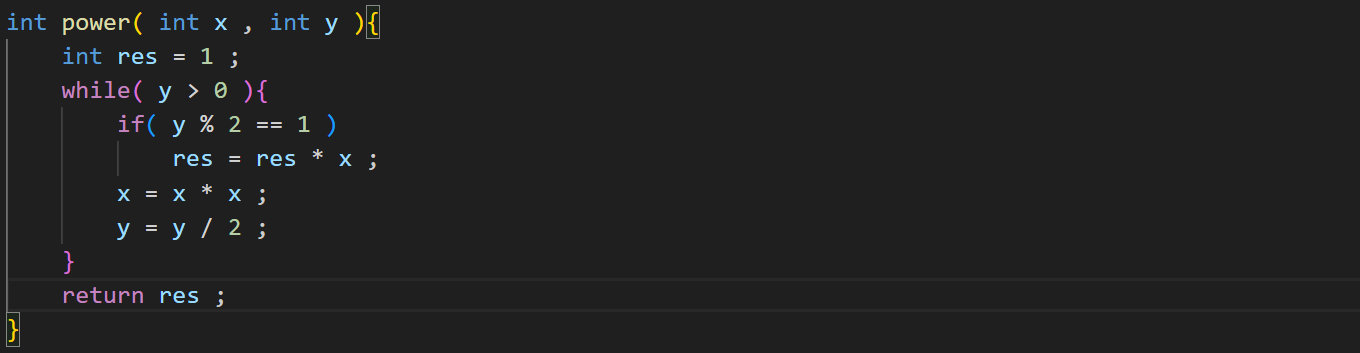 int power( int x , int y ){
    int res = 1 ;
    while( y > 0 ){
        if( y % 2 == 1 )
            res = res * x ;
        x = x * x ;
        y = y / 2 ;
    }
    return res ;
}